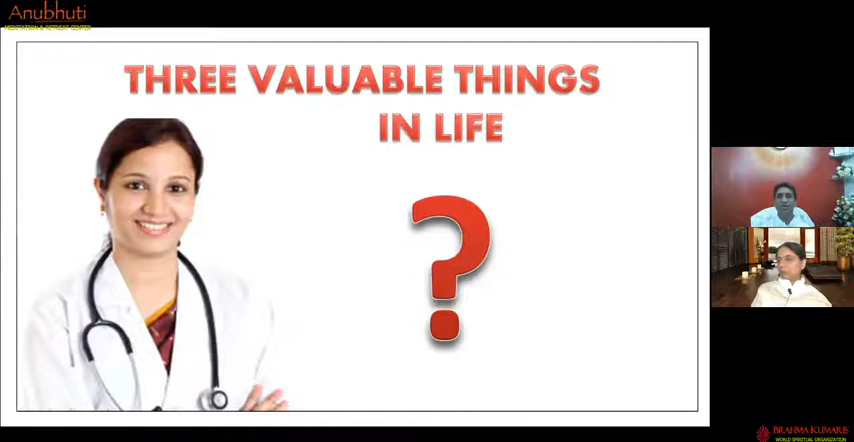 Anubhuti
MEDITATION & RETREAT CENTER
THREE VALUABLE THINGS
IN LIFE
?
BRAHMA KUMARIS
WORLD SPIRITUAL ORGANIZATION